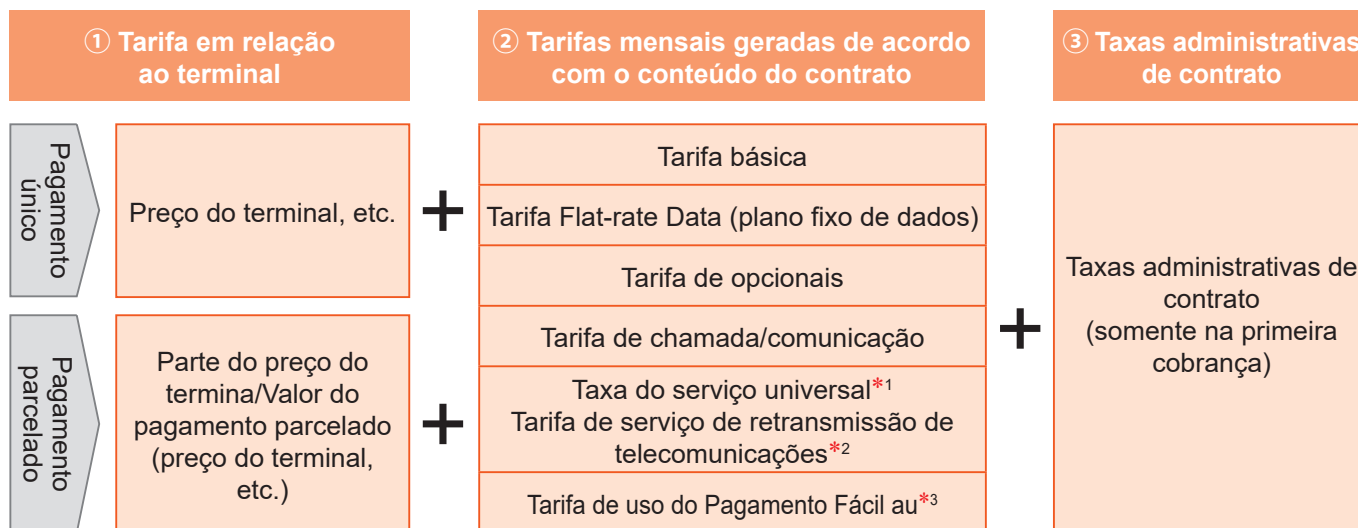 ① Tarifa em relação
ao terminal
② Tarifas mensais geradas de acordo
com o conteúdo do contrato
③ Taxas administrativas
de contrato
Pagamento
único
Preço do terminal, etc.
+
Tarifa básica
Tarifa Flat-rate Data (plano fixo de dados)
Tarifa de opcionais
Tarifa de chamada/comunicação
Taxa do serviço universal*1
Tarifa de serviço de retransmissão de
telecomunicações*2
Tarifa de uso do Pagamento Fácil au*3
+
Taxas administrativas de
contrato
(somente na primeira
cobrança)
Pagamento
parcelado
Parte do preço do
termina/Valor do
pagamento parcelado
(preço do terminal,
etc.)
+